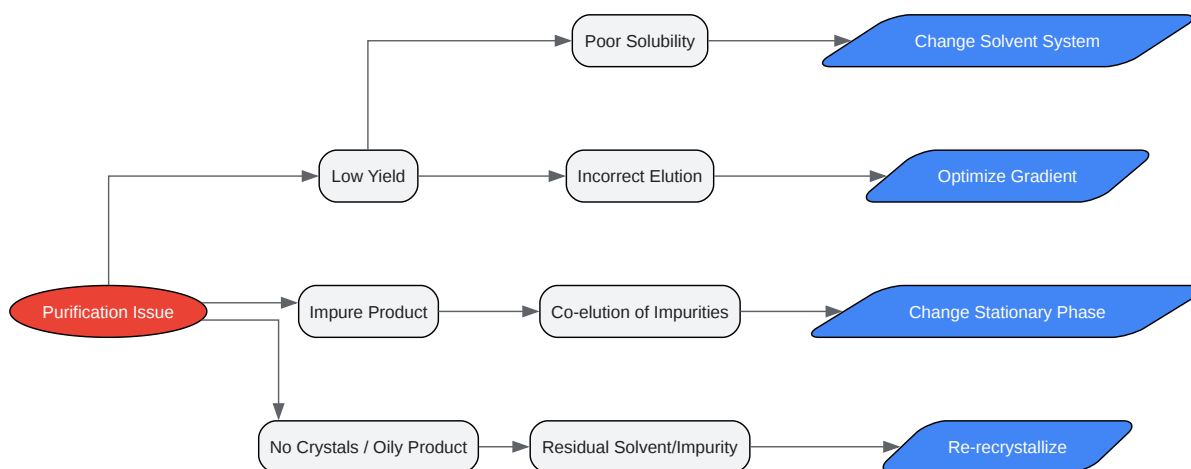 Poor Solubility
Change Solvent System
Low Yield
Incorrect Elution
Optimize Gradient
Purification Issue
Impure Product
Co-elution of Impurities
Change Stationary Phase
No Crystals / Oily Product
Residual Solvent/Impurity
Re-recrystallize